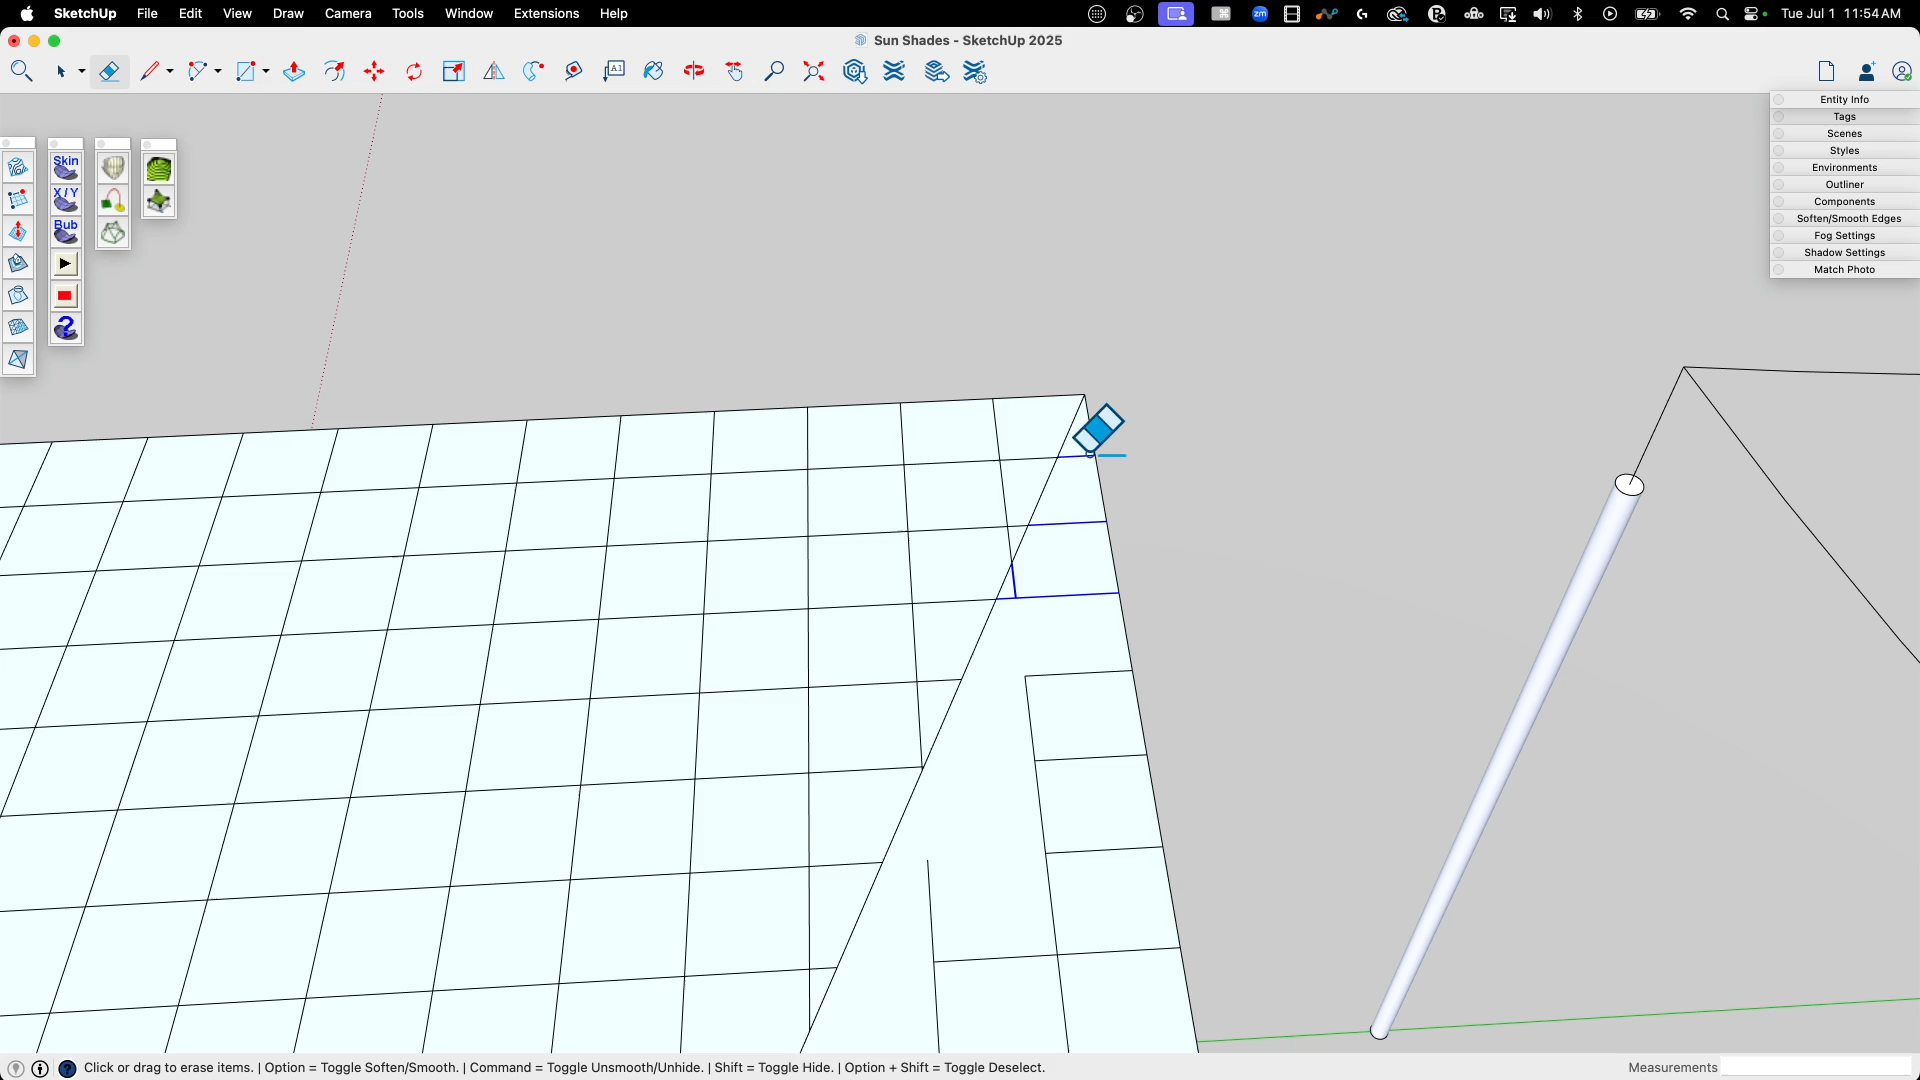 SketchUp File Edit View Draw Camera Tools Window Extensions Help
zm
Tue Jul 1 11:54AM
Sun Shades - SketchUp 2025
A1
Entity Info
Tags
Scenes
Styles
Environments
Outliner
Components
Soften/Smooth Edges
Fog Settings
Shadow Settings
Match Photo
Skin
X/Y
Bub
?
Click or drag to erase items. | Option = Toggle Soften/Smooth. | Command = Toggle Unsmooth/Unhide. | Shift = Toggle Hide. | Option + Shift = Toggle Deselect.
Measurements